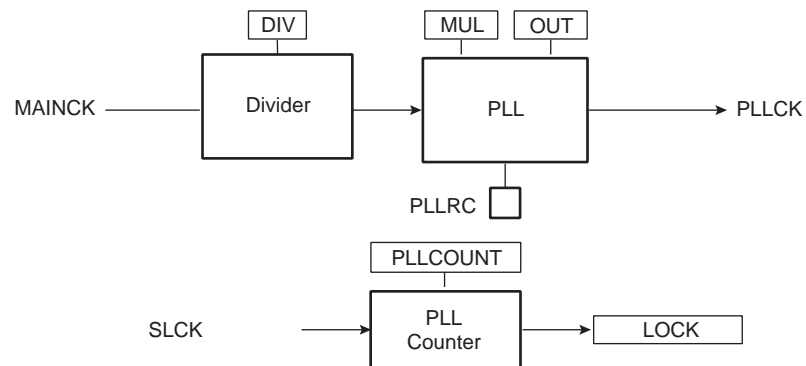 DIV
MUL
OUT
MAINCK
Divider
PLL
PLLCK
PLLRC
PLLCOUNT
SLCK
PLL
Counter
LOCK